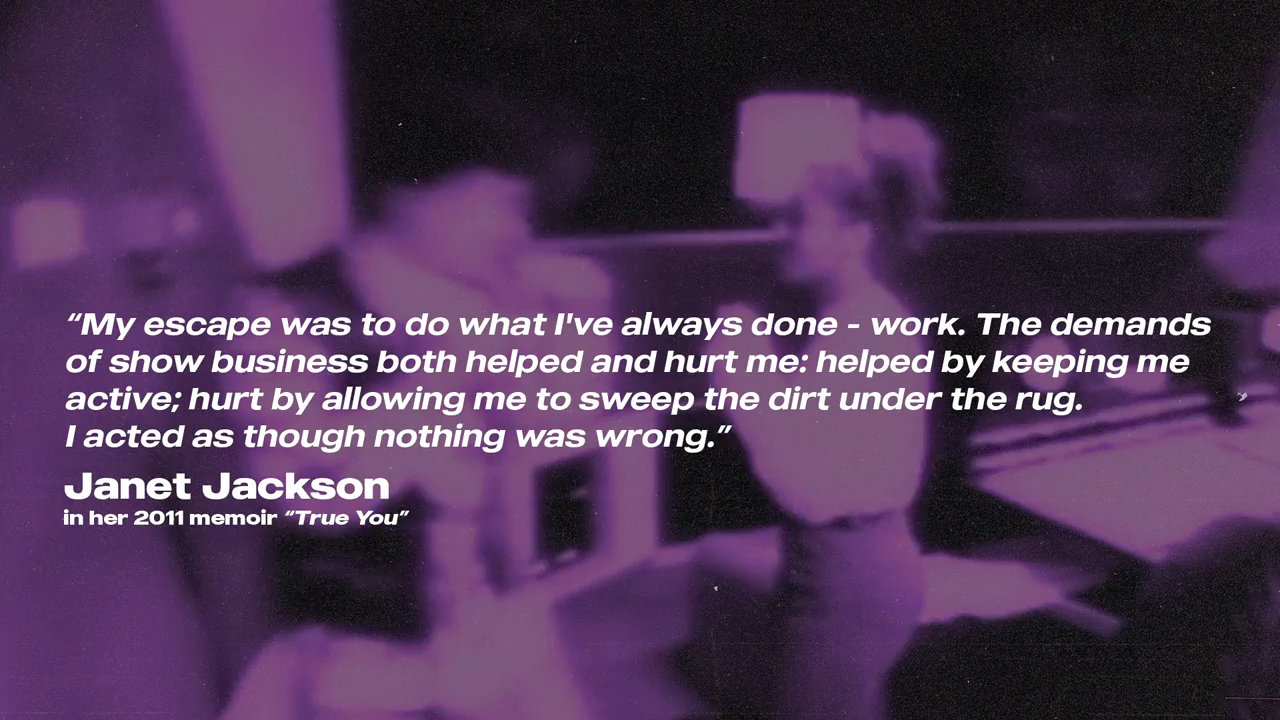 “My escape was to do what I've always done - work. The demands
of show business both helped and hurt me: helped by keeping me
active; hurt by allowing me to sweep the dirt under the rug.
I acted as though nothing was wrong.”
Janet Jackson
in her 2011 memoir “True You”